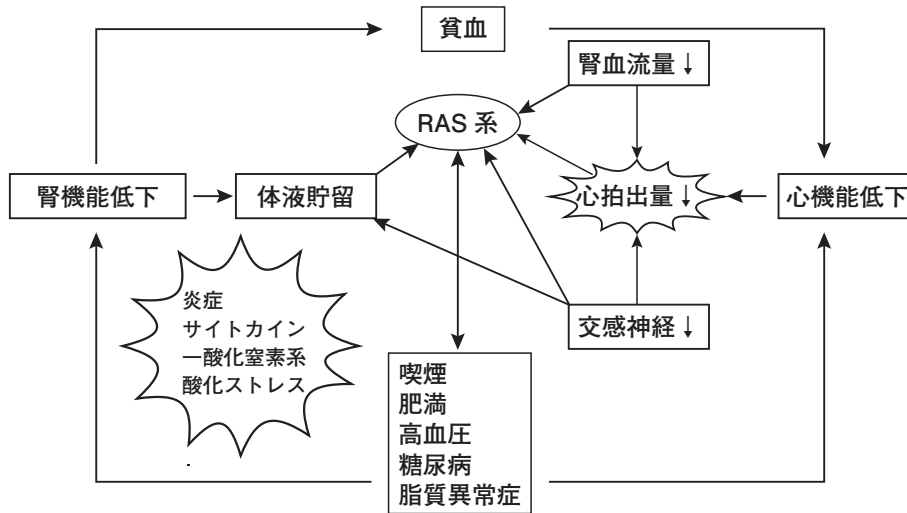 貧血
腎血流量↓
RAS 系
腎機能低下
体液貯留
心拍出量↓
心機能低下
炎症
サイトカイン
一酸化窒素系
酸化ストレス
交感神経↓
喫煙
肥満
高血圧
糖尿病
脂質異常症